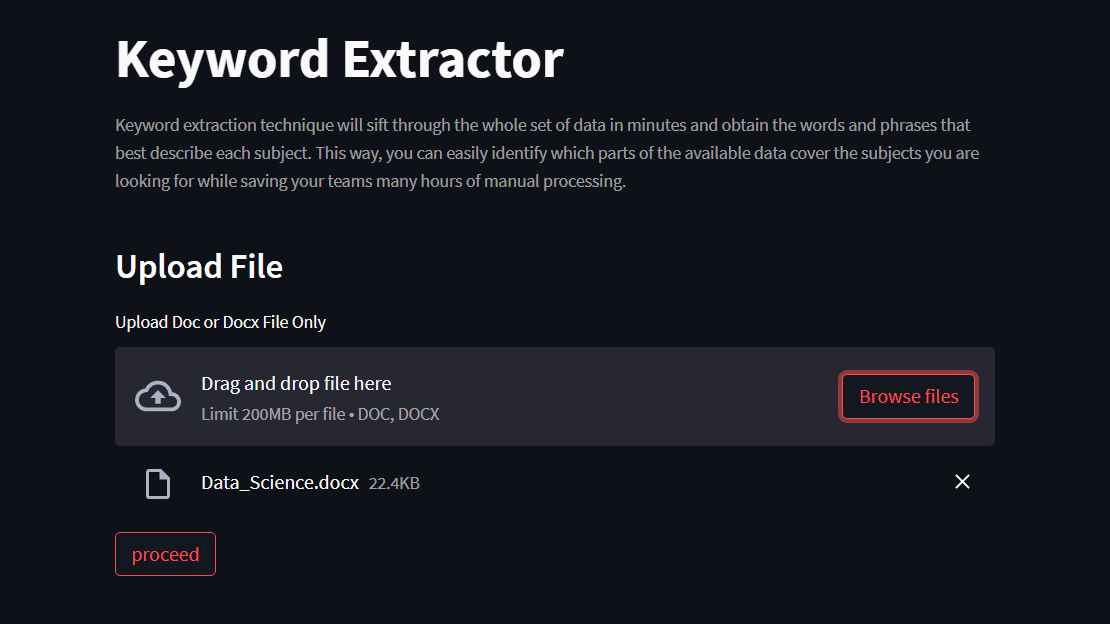 Keyword Extractor
Keyword extraction technique will sift through the whole set of data in minutes and obtain the words and phrases that
best describe each subject. This way, you can easily identify which parts of the available data cover the subjects you are
looking for while saving your teams many hours of manual processing.
Upload File
Upload Doc or Docx File Only
Drag and drop file here
Limit 200MB per file • DOC, DOCX
Browse files
Data_Science.docx 22.4KB
proceed